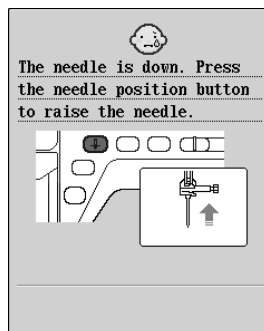 The needle is down. Press
the needle position button
to raise the needle.